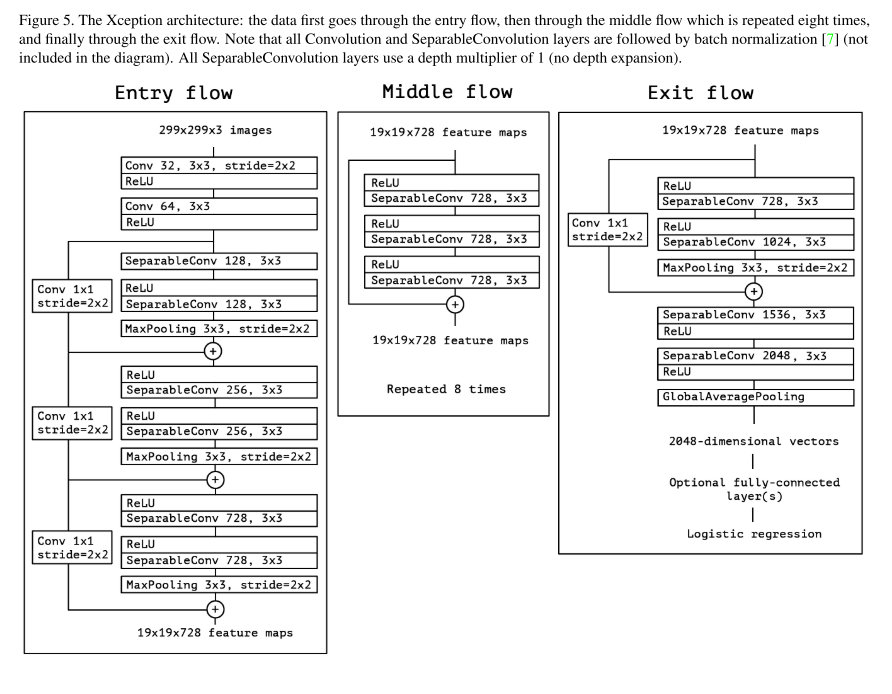 Figure 5. The Xception architecture: the data first goes through the entry flow, then through the middle flow which is repeated eight times,
and finally through the exit flow. Note that all Convolution and SeparableConvolution layers are followed by batch normalization [7] (not
included in the diagram). All SeparableConvolution layers use a depth multiplier of 1 (no depth expansion).
Entry flow
299x299x3 images
Conv 32, 3x3, stride=2x2
ReLU
Conv 64, 3x3
ReLU
SeparableConv 128, 3x3
Conv 1x1
stride=2x2
ReLU
SeparableConv 128, 3x3
MaxPooling 3x3, stride=2x2
+
ReLU
SeparableConv 256, 3x3
Conv 1x1
stride=2x2
ReLU
SeparableConv 256, 3x3
MaxPooling 3x3, stride=2x2
+
ReLU
SeparableConv 728, 3x3
Conv 1x1
stride=2x2
ReLU
SeparableConv 728, 3x3
MaxPooling 3x3, stride=2x2
+
19x19x728 feature maps
Middle flow
19x19x728 feature maps
ReLU
SeparableConv 728, 3x3
ReLU
SeparableConv 728, 3x3
ReLU
SeparableConv 728, 3x3
+
19x19x728 feature maps
Repeated 8 times
Exit flow
19x19x728 feature maps
ReLU
SeparableConv 728, 3x3
Conv 1x1
stride=2x2
ReLU
SeparableConv 1024, 3x3
MaxPooling 3x3, stride=2x2
+
SeparableConv 1536, 3x3
ReLU
SeparableConv 2048, 3x3
ReLU
GlobalAveragePooling
2048-dimensional vectors
Optional fully-connected
layer(s)
Logistic regression